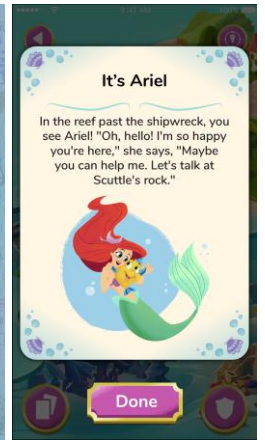 It's Ariel
In the reef past the shipwreck, you
see Ariel! "Oh, hello! I'm so happy
you're here," she says, "Maybe
you can help me. Let's talk at
Scuttle's rock."
Done